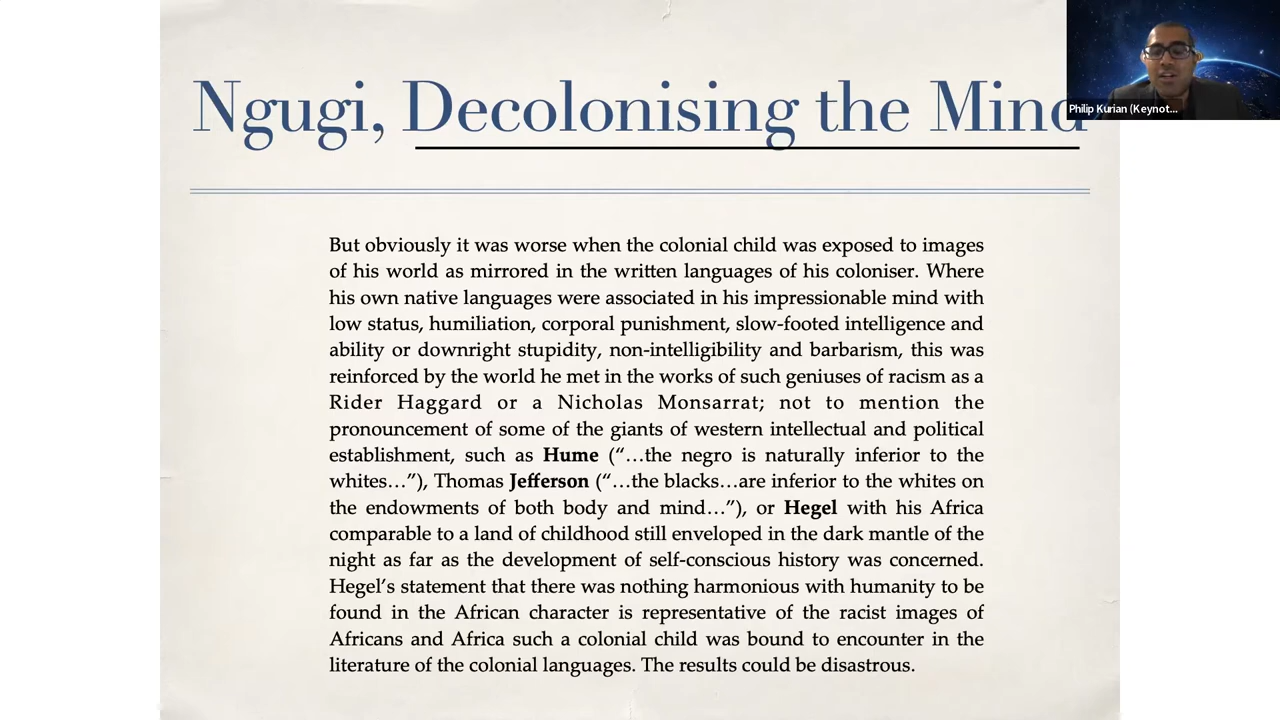 Ngugi, Decolonising the Mind
Philip Kurian (Keynot...
But obviously it was worse when the colonial child was exposed to images
of his world as mirrored in the written languages of his coloniser. Where
his own native languages were associated in his impressionable mind with
low status, humiliation, corporal punishment, slow-footed intelligence and
ability or downright stupidity, non-intelligibility and barbarism, this was
reinforced by the world he met in the works of such geniuses of racism as a
Rider Haggard or a Nicholas Monsarrat; not to mention the
pronouncement of some of the giants of western intellectual and political
establishment, such as Hume (“…the negro is naturally inferior to the
whites…”), Thomas Jefferson (“…the blacks…are inferior to the whites on
the endowments of both body and mind…”), or Hegel with his Africa
comparable to a land of childhood still enveloped in the dark mantle of the
night as far as the development of self-conscious history was concerned.
Hegel’s statement that there was nothing harmonious with humanity to be
found in the African character is representative of the racist images of
Africans and Africa such a colonial child was bound to encounter in the
literature of the colonial languages. The results could be disastrous.